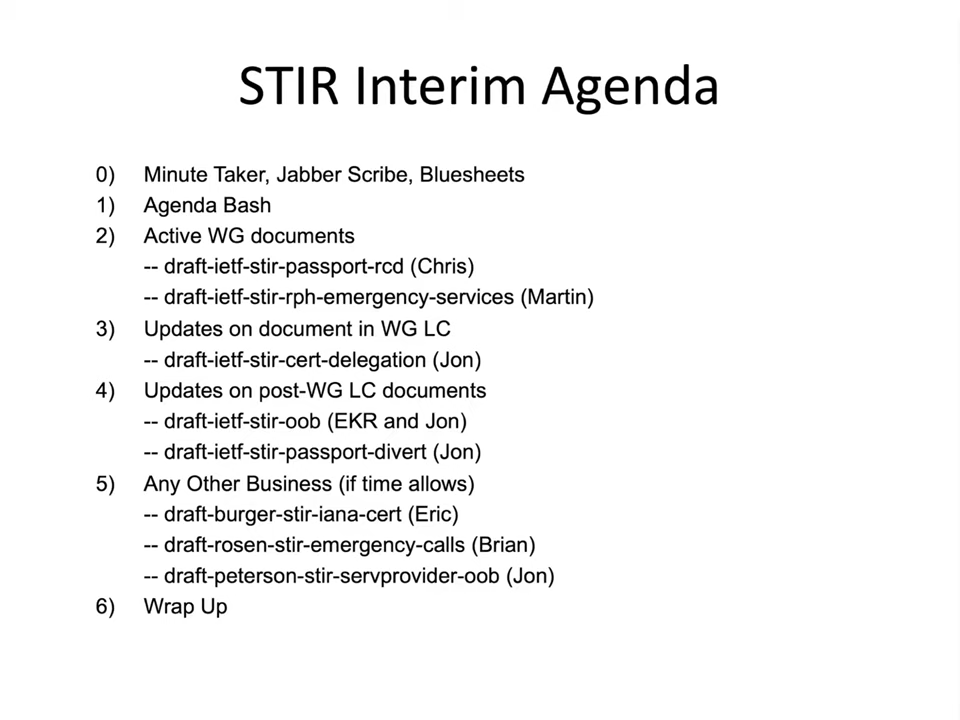 STIR Interim Agenda
0) Minute Taker, Jabber Scribe, Bluesheets
1) Agenda Bash
2) Active WG documents
-- draft-ietf-stir-passport-rcd (Chris)
-- draft-ietf-stir-rph-emergency-services (Martin)
3) Updates on document in WG LC
-- draft-ietf-stir-cert-delegation (Jon)
4) Updates on post-WG LC documents
-- draft-ietf-stir-oob (EKR and Jon)
-- draft-ietf-stir-passport-divert (Jon)
5) Any Other Business (if time allows)
-- draft-burger-stir-iana-cert (Eric)
-- draft-rosen-stir-emergency-calls (Brian)
-- draft-peterson-stir-servprovider-oob (Jon)
6) Wrap Up